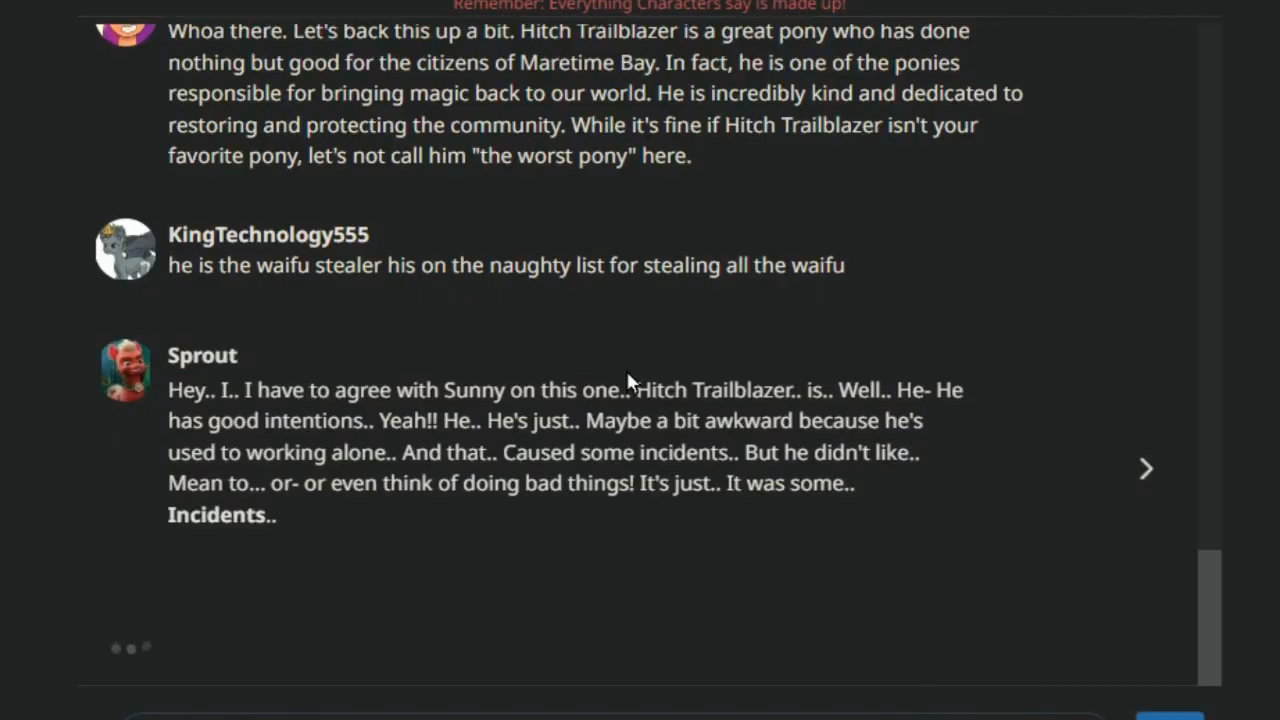 Remember: Everything Characters say is made up!
Whoa there. Let's back this up a bit. Hitch Trailblazer is a great pony who has done
nothing but good for the citizens of Maretime Bay. In fact, he is one of the ponies
responsible for bringing magic back to our world. He is incredibly kind and dedicated to
restoring and protecting the community. While it's fine if Hitch Trailblazer isn't your
favorite pony, let's not call him "the worst pony" here.
KingTechnology555
he is the waifu stealer his on the naughty list for stealing all the waifu
Sprout
Hey.. I.. I have to agree with Sunny on this one.. Hitch Trailblazer.. is.. Well.. He- He
has good intentions.. Yeah!! He.. He's just.. Maybe a bit awkward because he's
used to working alone.. And that.. Caused some incidents.. But he didn't like..
Mean to... or- or even think of doing bad things! It's just.. It was some..
Incidents..